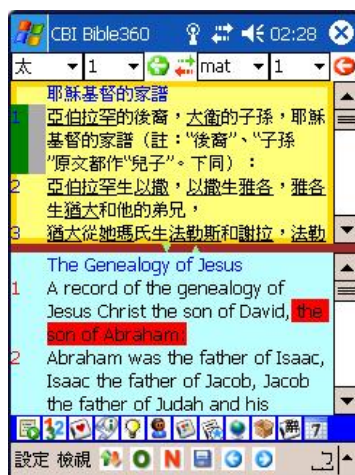 CBI Bible360 02:28
太 1 mat 1
耶穌基督的家譜
1 亞伯拉罕的後裔，大衛的子孫，耶穌
基督的家譜（註：“後裔”、“子孫
”原文都作“兒子”。下同）：
2 亞伯拉罕生以撒，以撒生雅各，雅各
生猶大和他的弟兄，
3 猶大從她瑪氏生法勒斯和謝拉，法勒
The Genealogy of Jesus
1 A record of the genealogy of
Jesus Christ the son of David, the
son of Abraham:
2 Abraham was the father of Isaac,
Isaac the father of Jacob, Jacob
the father of Judah and his
設定 檢視 O N